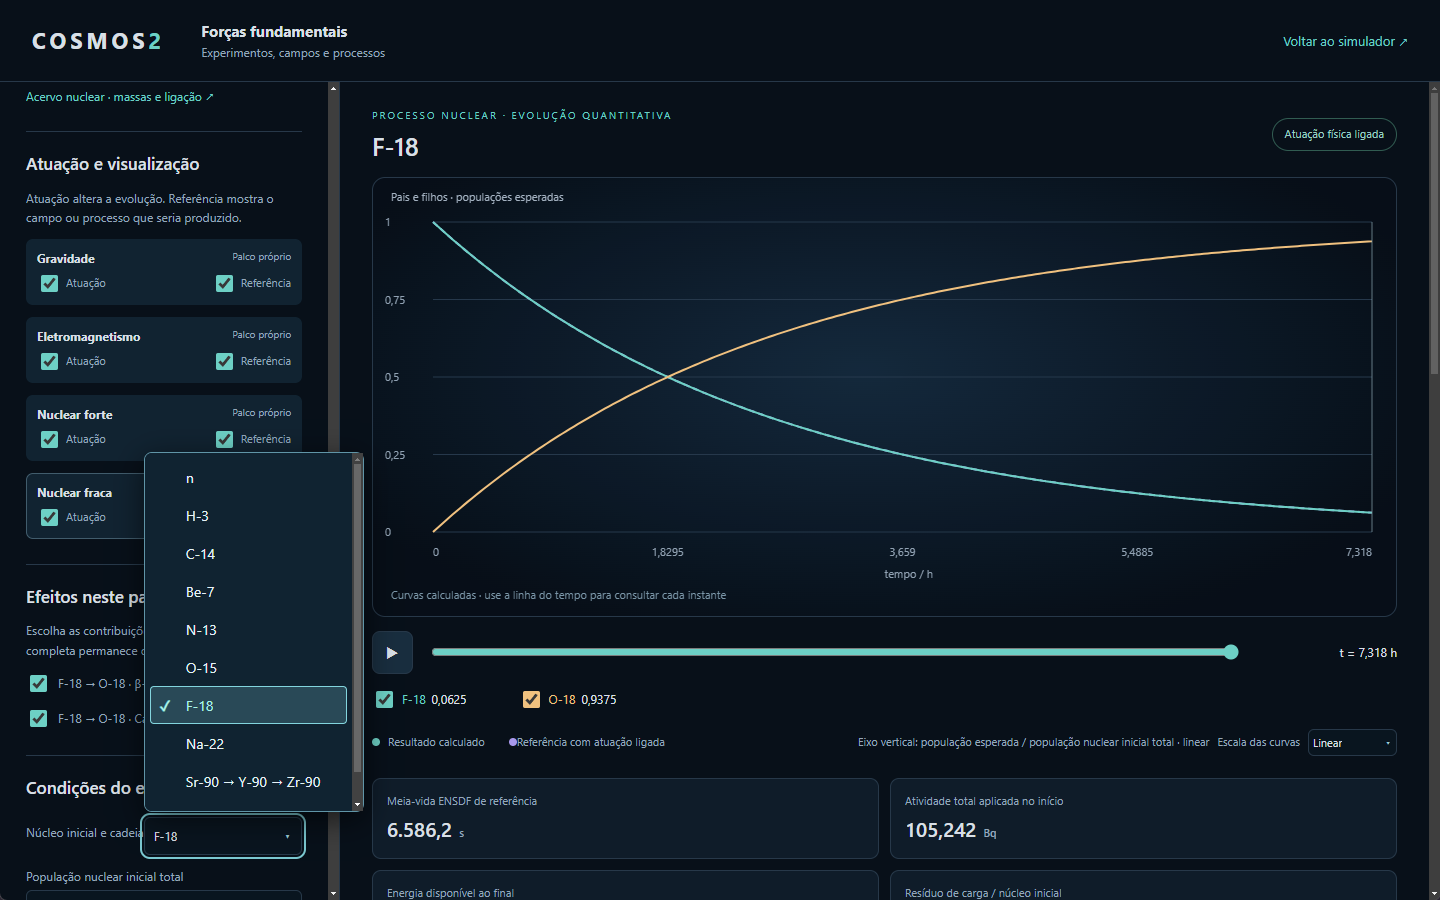 COSMOS2
Forças fundamentais
Experimentos, campos e processos
Voltar ao simulador ↗
Acervo nuclear · massas e ligação ↗
Atuação e visualização
Atuação altera a evolução. Referência mostra o
campo ou processo que seria produzido.
Gravidade
Palco próprio
Atuação
Referência
Eletromagnetismo
Palco próprio
Atuação
Referência
Nuclear forte
Palco próprio
Atuação
Referência
Nuclear fraca
Atuação
Efeitos neste
Escolha as
completa permanece
F-18 → O-18 ·
F-18 → O-18 ·
Condições do
Núcleo inicial e cadeia
F-18
População nuclear inicial total
n
H-3
C-14
Be-7
N-13
O-15
✓ F-18
Na-22
Sr-90 → Y-90 → Zr-90
PROCESSO NUCLEAR · EVOLUÇÃO QUANTITATIVA
F-18
Atuação física ligada
Pais e filhos · populações esperadas
1
0,75
0,5
0,25
0
0
1,8295
3,659
5,4885
7,318
tempo / h
Curvas calculadas · use a linha do tempo para consultar cada instante
t = 7,318 h
F-18 0,0625
O-18 0,9375
Resultado calculado
Referência com atuação ligada
Eixo vertical: população esperada / população nuclear inicial total · linear
Escala das curvas
Linear
Meia-vida ENSDF de referência
6.586,2 s
Atividade total aplicada no início
105,242 Bq
Energia disponível ao final
Resíduo de carga / núcleo inicial